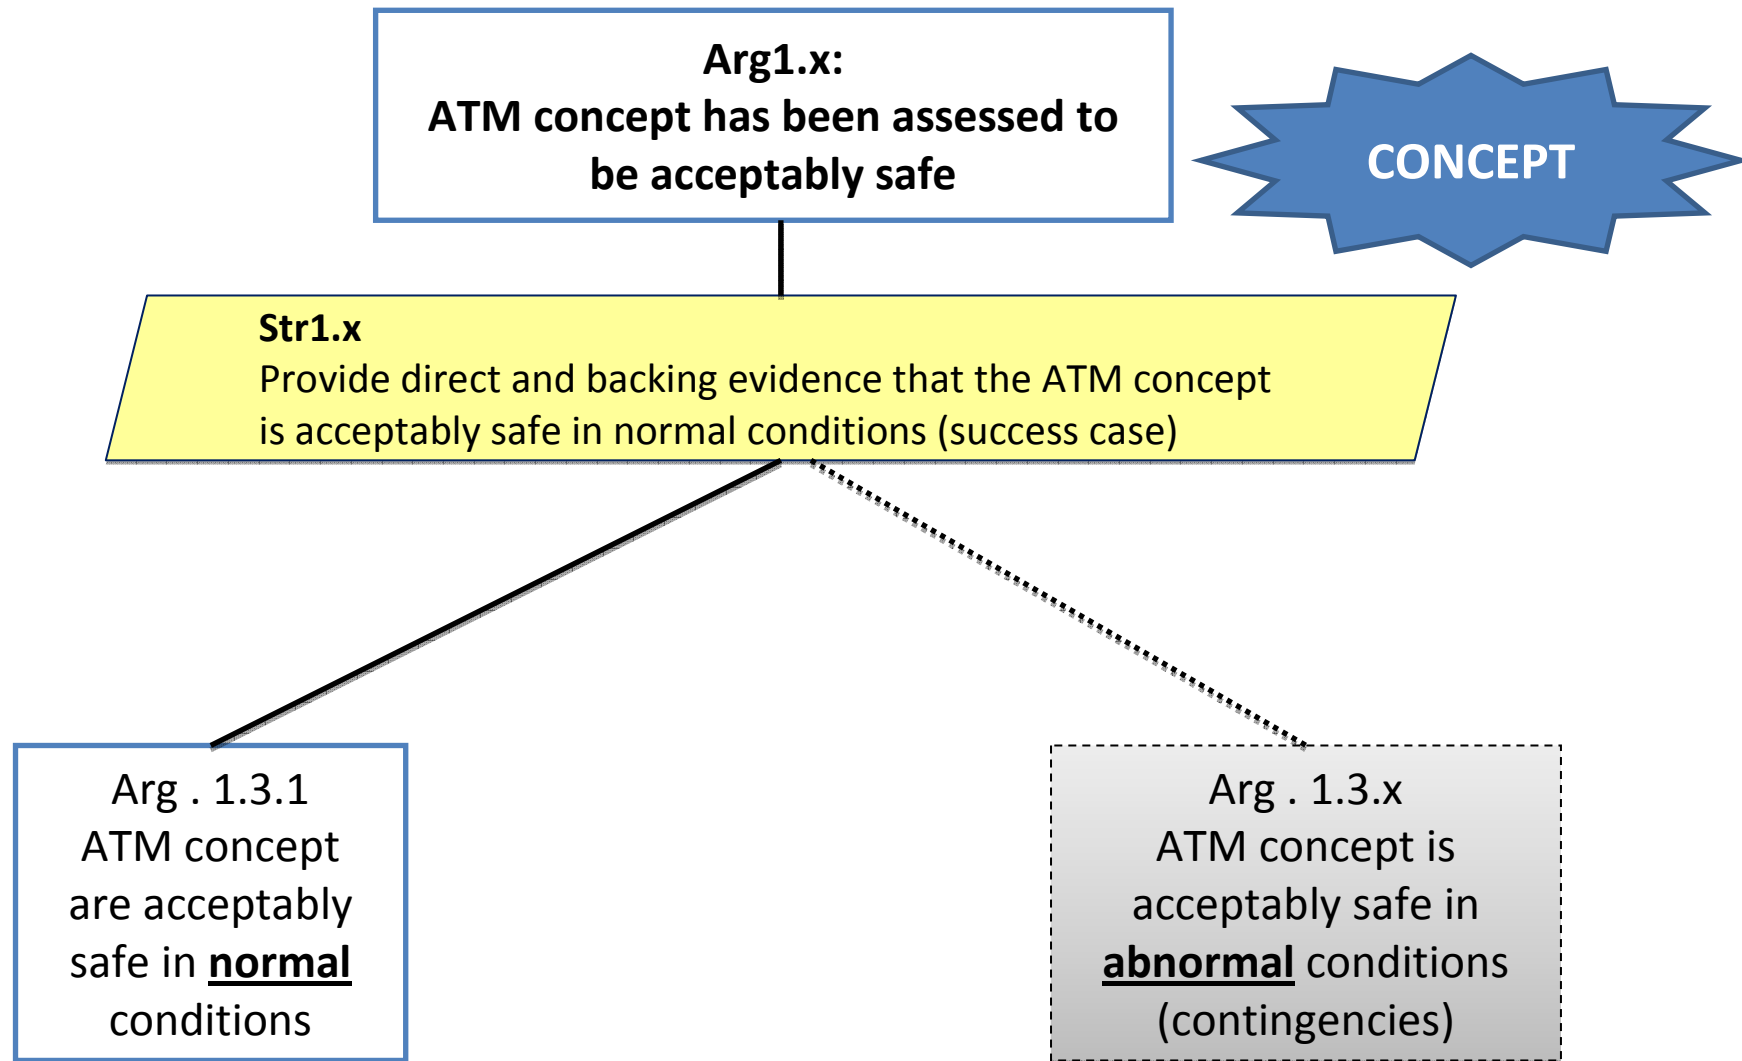 Arg1.x:
ATM concept has been assessed to
be acceptably safe
CONCEPT
Str1.x
Provide direct and backing evidence that the ATM concept
is acceptably safe in normal conditions (success case)
Arg . 1.3.1
ATM concept
are acceptably
safe in normal
conditions
Arg . 1.3.x
ATM concept is
acceptably safe in
abnormal conditions
(contingencies)